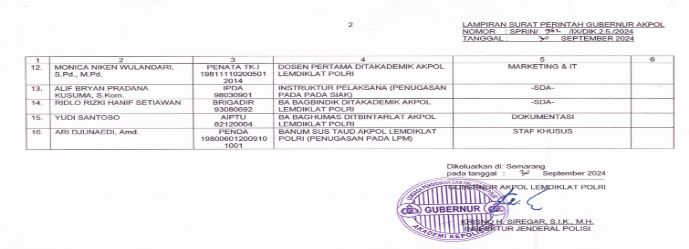 2
LAMPIRAN SURAT PERINTAH GUBERNUR AKPOL
NOMOR : SPRIN/ 962 /IX/DIK.2.5./2024
TANGGAL : 30 SEPTEMBER 2024
1 2 3 4 5 6
12. MONICA NIKEN WULANDARI, S.Pd., M.Pd. PENATA TK.I 19811110200501 2014 DOSEN PERTAMA DITAKADEMIK AKPOL LEMDIKLAT POLRI MARKETING & IT
13. ALIF BRYAN PRADANA KUSUMA, S.Kom. IPDA 98030901 INSTRUKTUR PELAKSANA (PENUGASAN PADA PADA SIAK) -SDA-
14. RIDLO RIZKI HANIF SETIAWAN BRIGADIR 93080692 BA BAGBINDIK DITAKADEMIK AKPOL LEMDIKLAT POLRI -SDA-
15. YUDI SANTOSO AIPTU 82120004 BA BAGHUMAS DITBINTARLAT AKPOL LEMDIKLAT POLRI DOKUMENTASI
16. ARI DJUNAEDI, Amd. PENDA 19800601200910 1001 BANUM SUS TAUD AKPOL LEMDIKLAT POLRI (PENUGASAN PADA LPM) STAF KHUSUS
Dikeluarkan di: Semarang
pada tanggal : 30 September 2024
GUBERNUR AKPOL LEMDIKLAT POLRI
GUBERNUR
AKADEMI KEPOLISIAN
KRISNO H. SIREGAR, S.I.K., M.H.
INSPEKTUR JENDERAL POLISI